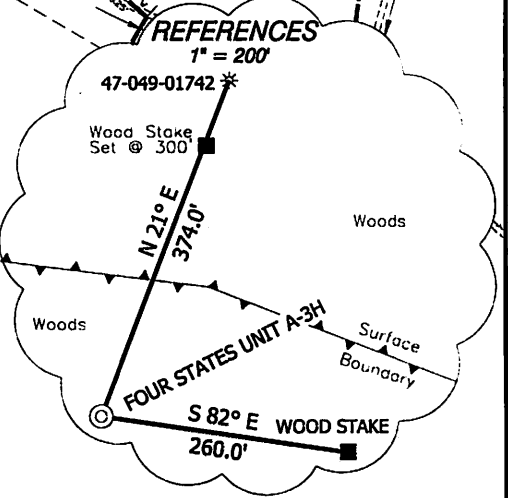 REFERENCES
1" = 200'
47-049-01742
Wood Stake
Set @ 300'
N 21° E
374.0'
Woods
Woods
FOUR STATES UNIT A-3H
Surface
Boundary
S 82° E
260.0'
WOOD STAKE